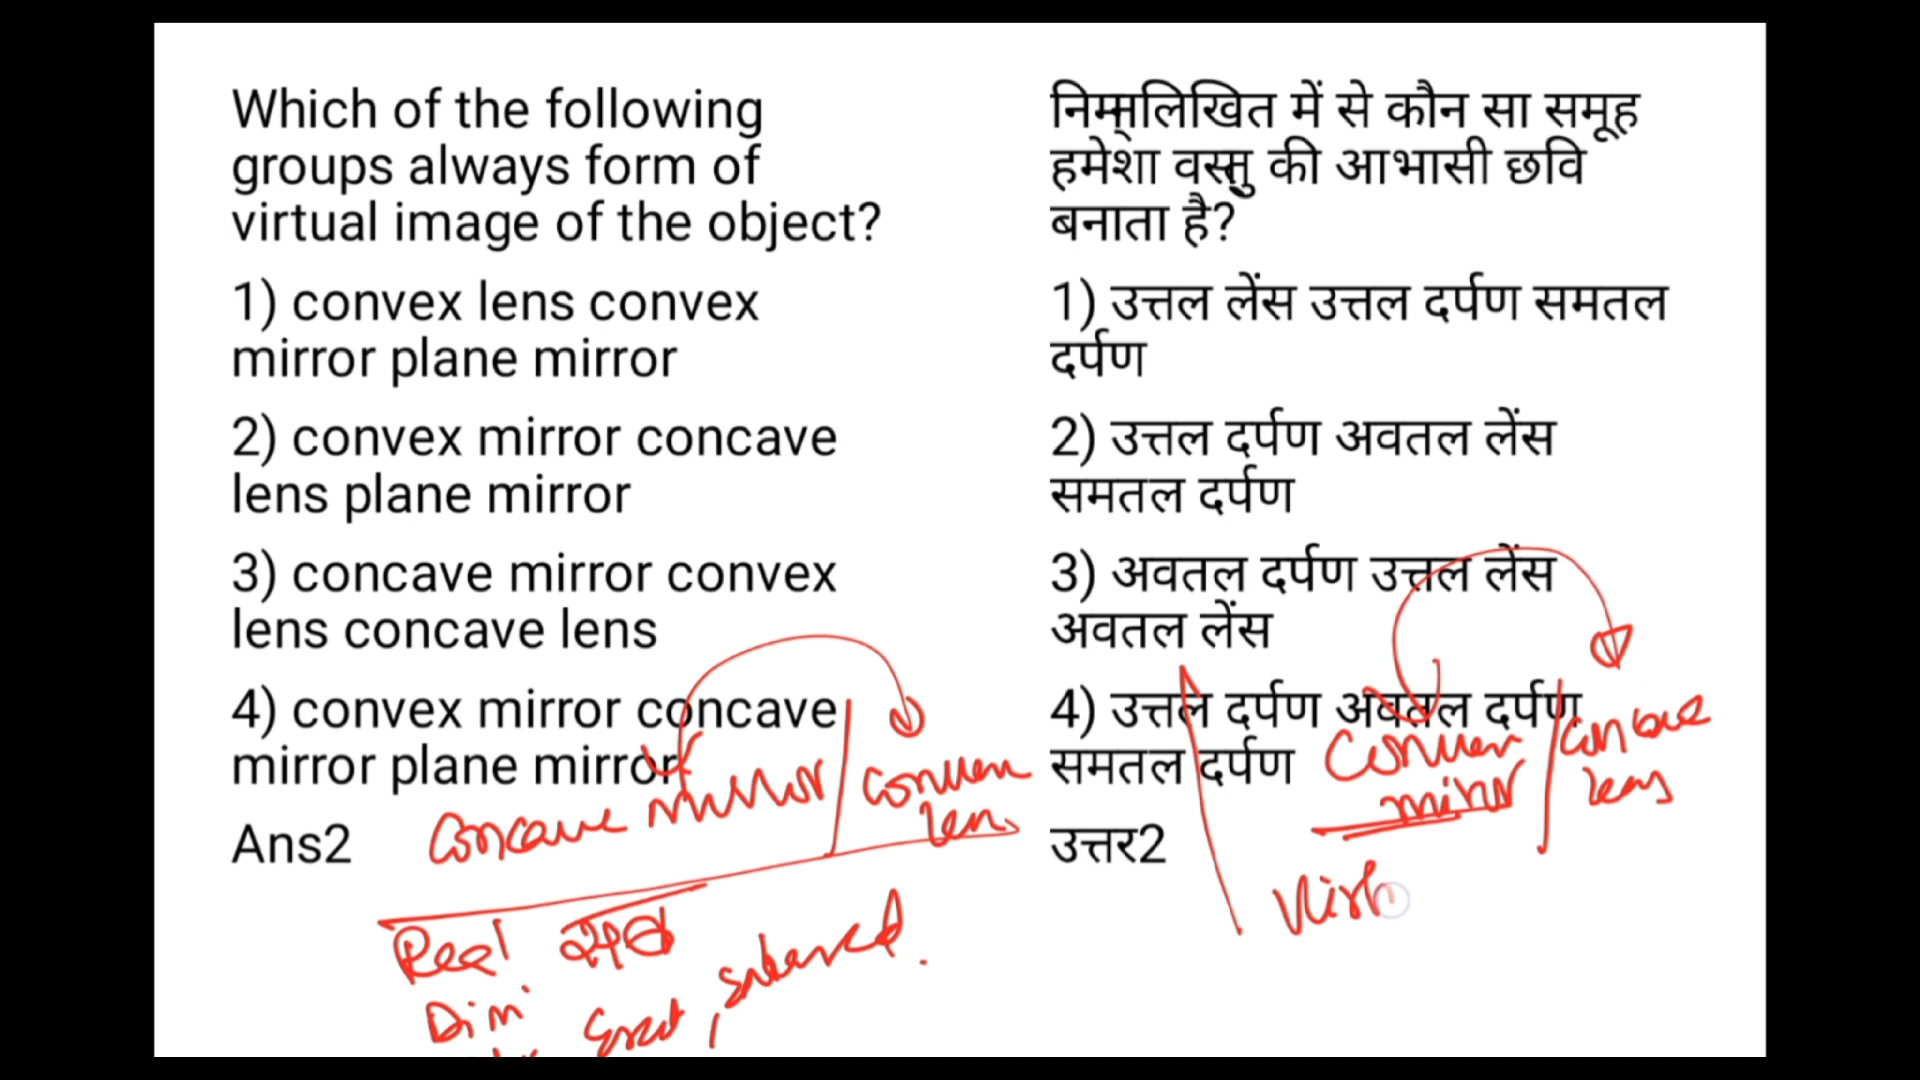 Which of the following
groups always form of
virtual image of the object?
1) convex lens convex
mirror plane mirror
2) convex mirror concave
lens plane mirror
3) concave mirror convex
lens concave lens
4) convex mirror concave
mirror plane mirror
Ans2
निम्नलिखित में से कौन सा समूह
हमेशा वस्तु की आभासी छवि
बनाता है?
1) उत्तल लेंस उत्तल दर्पण समतल
दर्पण
2) उत्तल दर्पण अवतल लेंस
समतल दर्पण
3) अवतल दर्पण उत्तल लेंस
अवतल लेंस
4) उत्तल दर्पण अवतल दर्पण
समतल दर्पण
उत्तर2
Concave mirror convex
lens
Real
Dim
Erect,
Convex concave
mirror lens
Virt